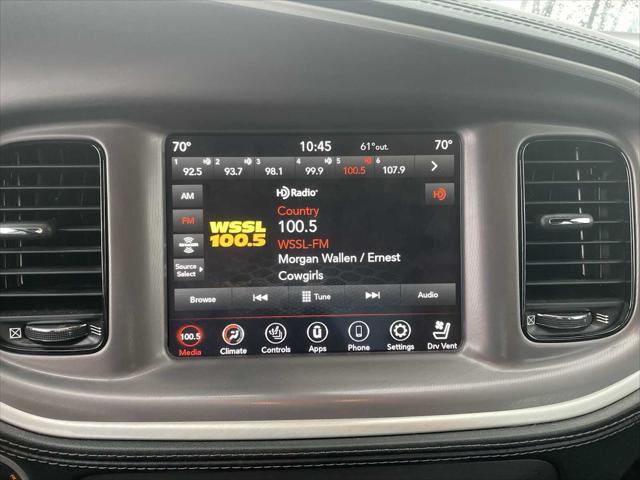 70° 10:45 61°out. 70°
1 2 3 4 5 6
92.5 93.7 98.1 99.9 100.5 107.9
AM
HD Radio
HD
Country
FM
100.5
WSSL
100.5
WSSL-FM
Morgan Wallen / Ernest
Source
Select
Cowgirls
Browse Tune Audio
100.5
Media Climate Controls Apps Phone Settings Drv Vent